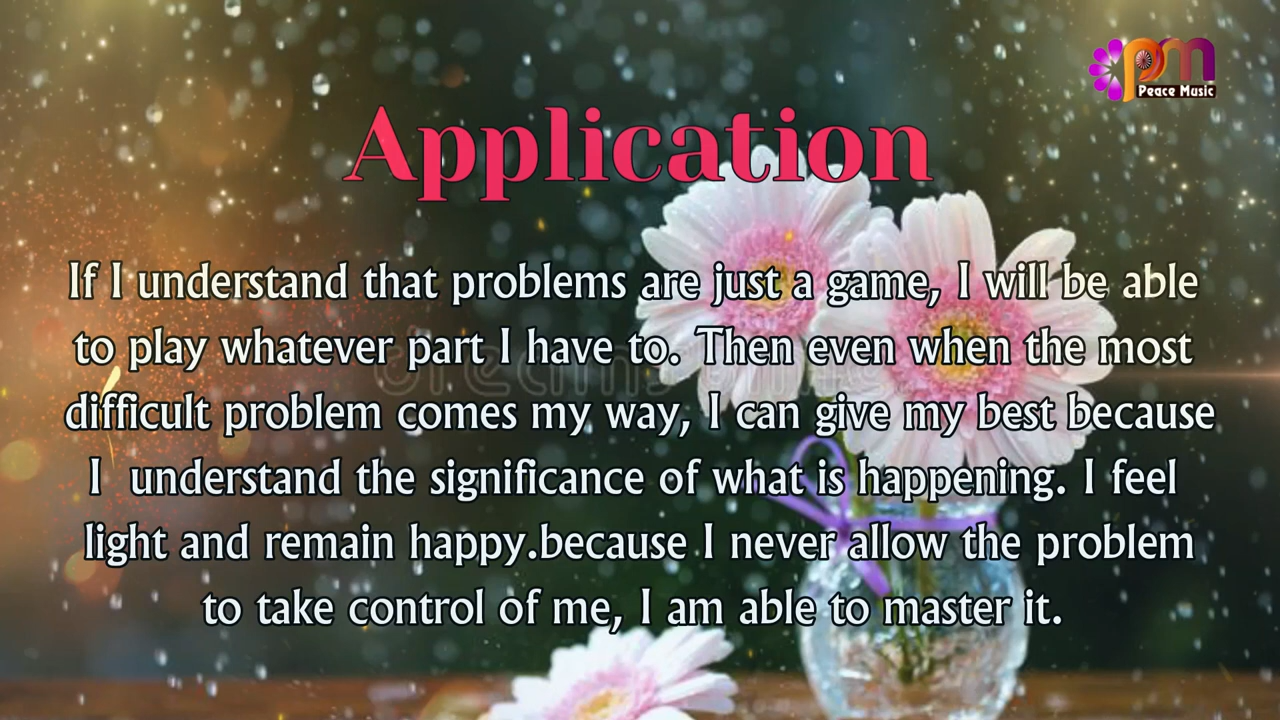 pm
Peace Music
Application
If I understand that problems are just a game, I will be able
to play whatever part I have to. Then even when the most
difficult problem comes my way, I can give my best because
I  understand the significance of what is happening. I feel
light and remain happy.because I never allow the problem
to take control of me, I am able to master it.